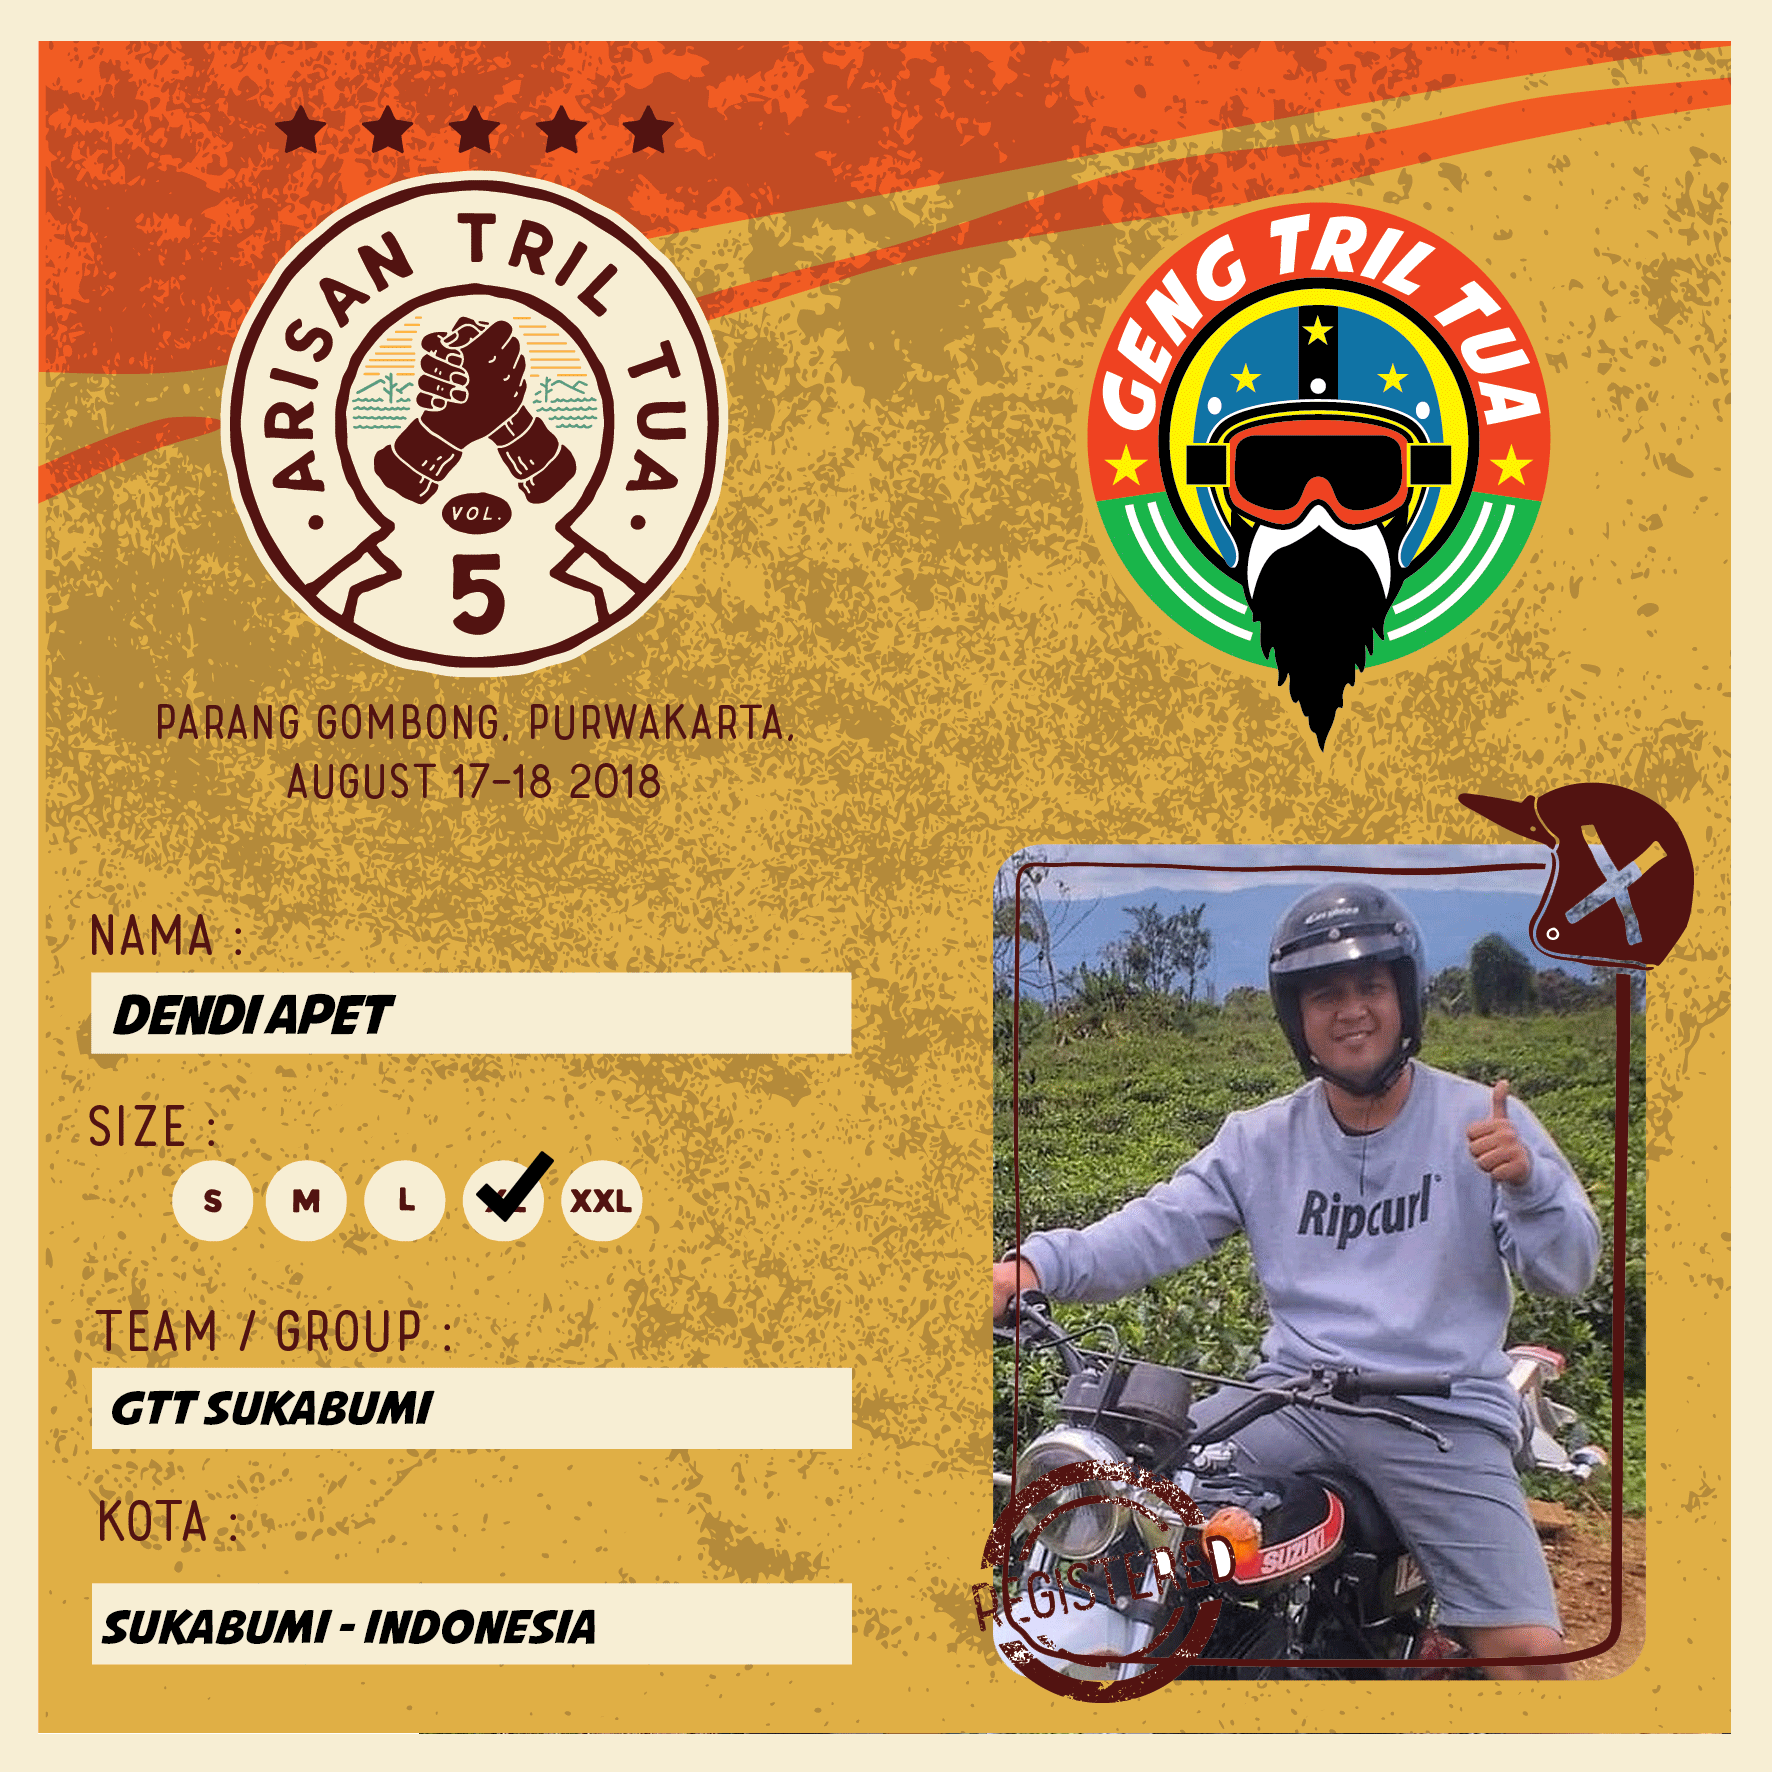 ARISAN TRIL TUA
VOL.
5
GENG TRIL TUA
PARANG GOMBONG, PURWAKARTA,
AUGUST 17-18 2018
NAMA :
DENDI APET
SIZE :
S M L XL XXL
TEAM / GROUP :
GTT SUKABUMI
KOTA :
SUKABUMI - INDONESIA
Ripcurl
SUZUKI
REGISTERED